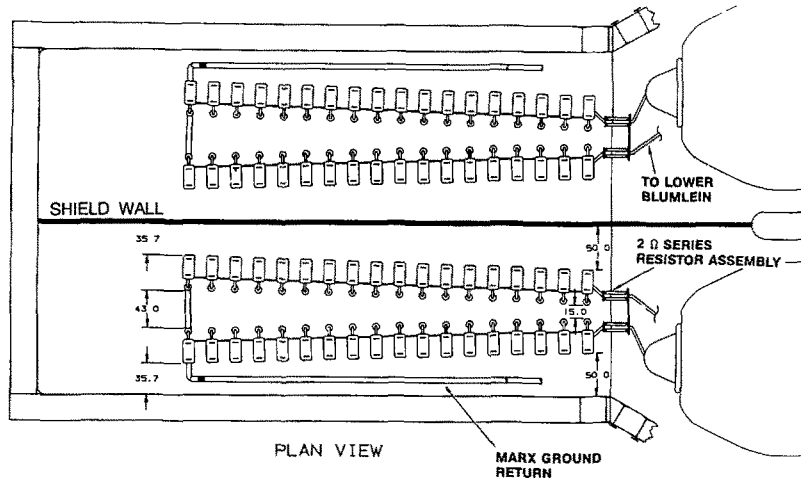 TO LOWER
BLUMLEIN
SHIELD WALL
35.7
50.0
2 Ω SERIES
RESISTOR ASSEMBLY
43.0
15.0
35.7
50.0
PLAN VIEW
MARX GROUND
RETURN